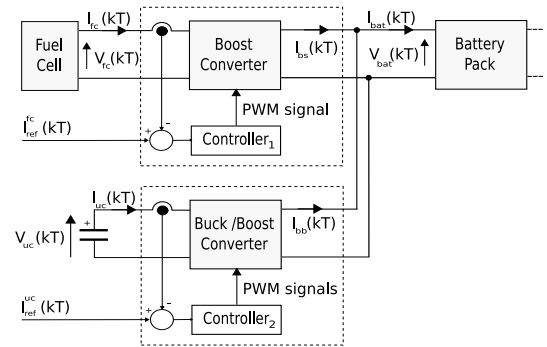 I_fc(kT)
Fuel
Cell
V_fc(kT)
Boost
Converter
I_bs(kT)
I_bat(kT)
V_bat(kT)
Battery
Pack
PWM signal
I_ref^fc(kT)
+
-
Controller_1
I_uc(kT)
+
V_uc(kT)
Buck /Boost
Converter
I_bb(kT)
PWM signals
I_ref^uc(kT)
+
-
Controller_2